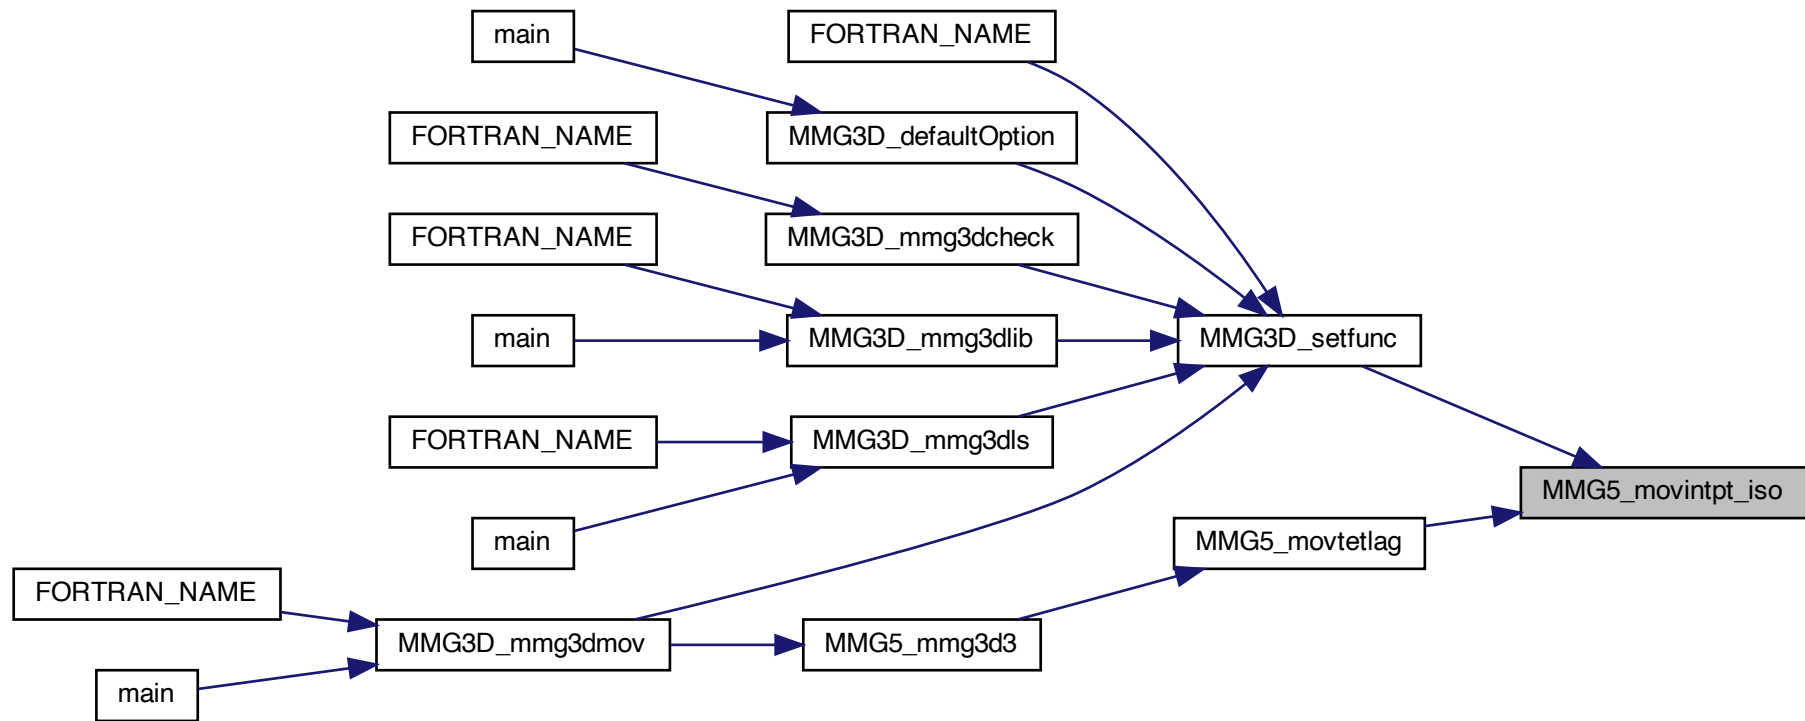 main
FORTRAN_NAME
FORTRAN_NAME
MMG3D_defaultOption
FORTRAN_NAME
MMG3D_mmg3dcheck
main
MMG3D_mmg3dlib
MMG3D_setfunc
FORTRAN_NAME
MMG3D_mmg3dls
MMG5_movintpt_iso
main
MMG5_movtetlag
FORTRAN_NAME
MMG3D_mmg3dmov
MMG5_mmg3d3
main